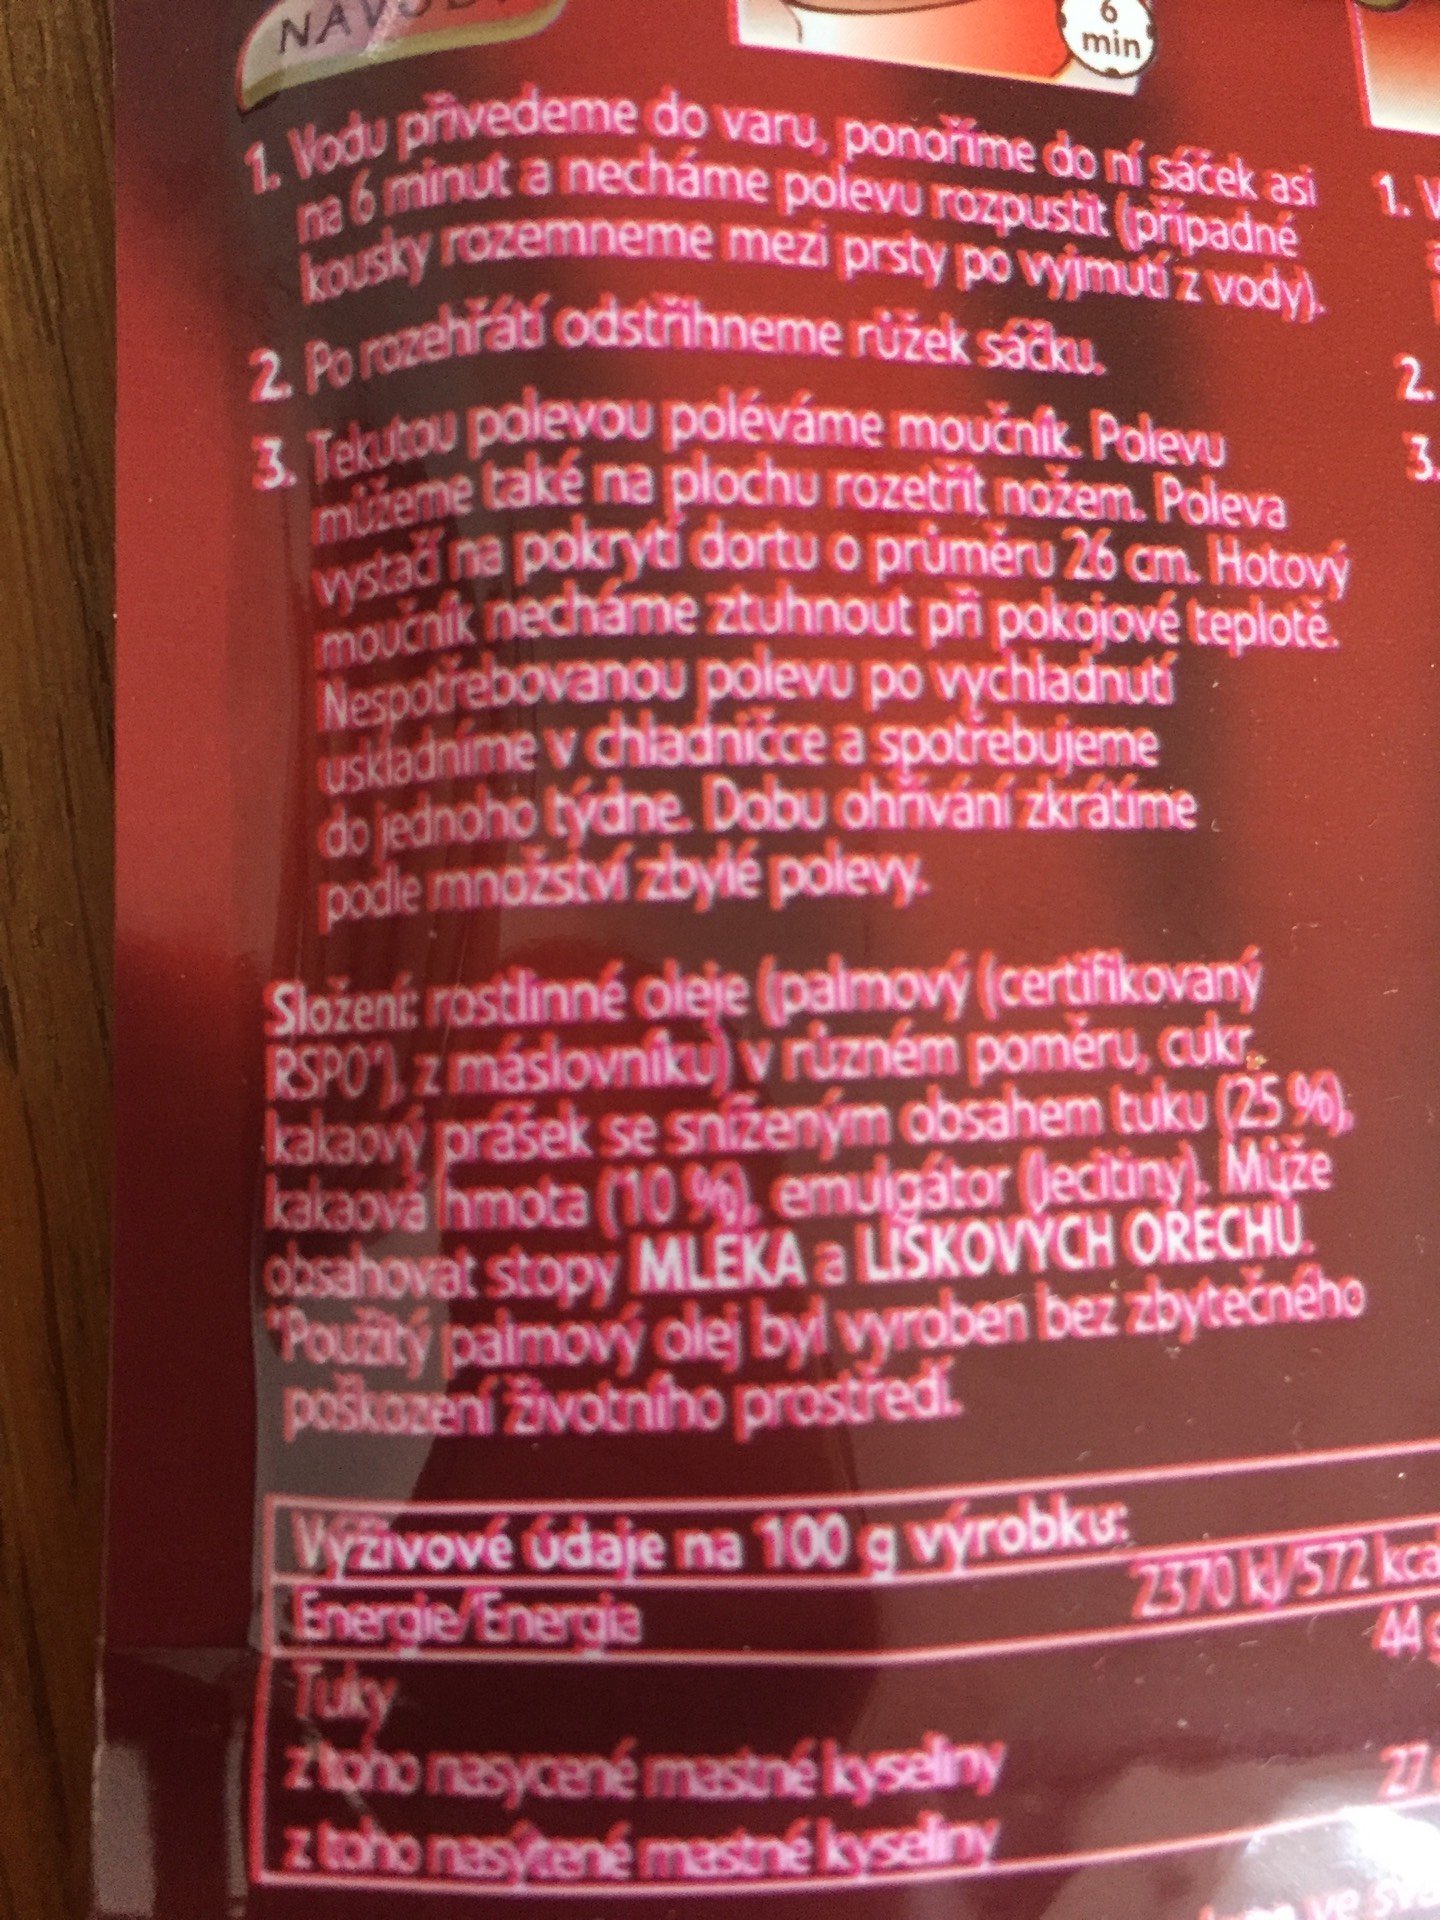 6
min
1. Vodu přivedeme do varu, ponoříme do ní sáček asi
na 6 minut a necháme polevu rozpustit (případné
kousky rozemneme mezi prsty po vyjmutí z vody).
2. Po rozehřátí odstřihneme růžek sáčku.
3. Tekutou polevou poléváme moučník. Polevu
můžeme také na plochu rozetřít nožem. Poleva
vystačí na pokrytí dortu o průměru 26 cm. Hotový
moučník necháme ztuhnout při pokojové teplotě.
Nespotřebovanou polevu po vychladnutí
uskladníme v chladničce a spotřebujeme
do jednoho týdne. Dobu ohřívání zkrátíme
podle množství zbylé polevy.
Složení: rostlinné oleje (palmový (certifikovaný
RSPO*), z máslovníku) v různém poměru, cukr,
kakaový prášek se sníženým obsahem tuku (25 %),
kakaová hmota (10 %), emulgátor (lecitiny). Může
obsahovat stopy MLÉKA a LÍSKOVÝCH OŘECHŮ.
*Použitý palmový olej byl vyroben bez zbytečného
poškození životního prostředí.
Výživové údaje na 100 g výrobku:
Energie/Energia 2370 kJ/572 kca
Tuky 44 g
z toho nasycené mastné kyseliny 27
z toho nasýtené mastné kyseliny
1.
2.
3.